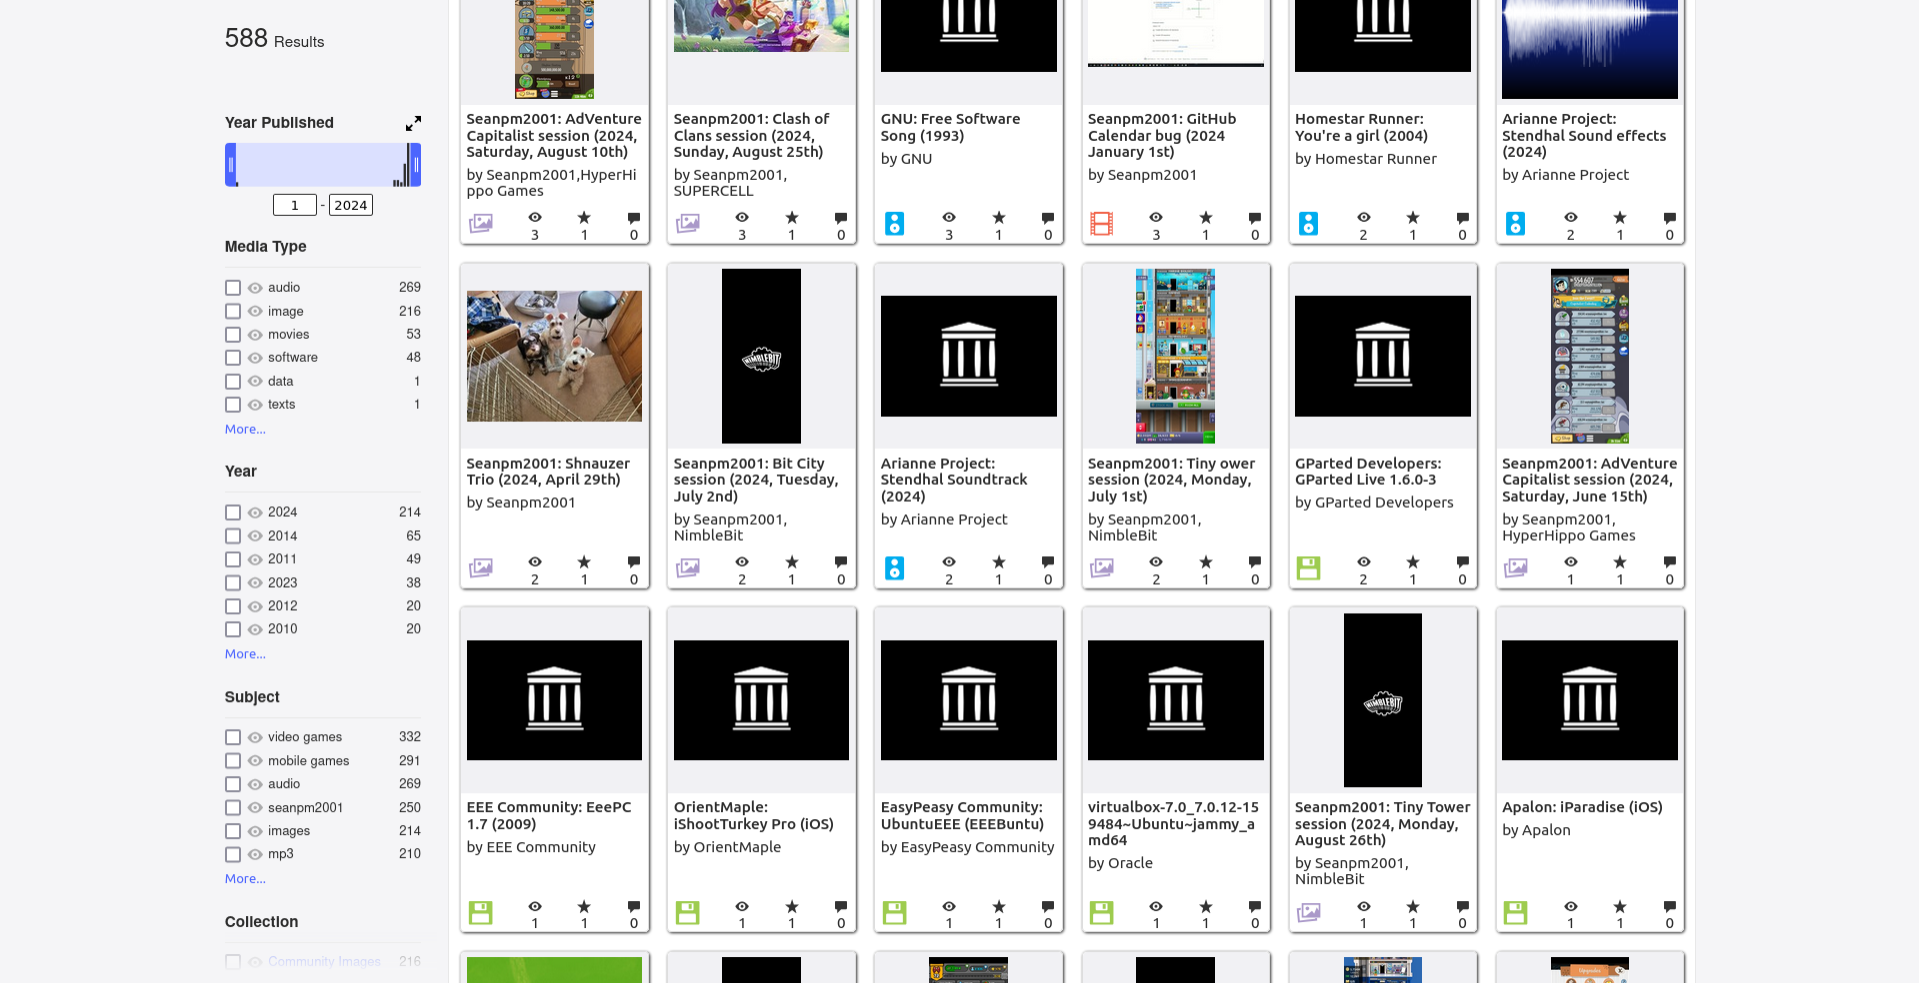 588 Results
Year Published
1 - 2024
Media Type
audio 269
image 216
movies 53
software 48
data 1
texts 1
More...
Year
2024 214
2014 65
2011 49
2023 38
2012 20
2010 20
More...
Subject
video games 332
mobile games 291
audio 269
seanpm2001 250
images 214
mp3 210
More...
Collection
Community Images 216
Seanpm2001: AdVenture
Capitalist session (2024,
Saturday, August 10th)
by Seanpm2001,HyperHi
ppo Games
3 1 0
Seanpm2001: Clash of
Clans session (2024,
Sunday, August 25th)
by Seanpm2001,
SUPERCELL
3 1 0
GNU: Free Software
Song (1993)
by GNU
3 1 0
Seanpm2001: GitHub
Calendar bug (2024
January 1st)
by Seanpm2001
3 1 0
Homestar Runner:
You're a girl (2004)
by Homestar Runner
2 1 0
Arianne Project:
Stendhal Sound effects
(2024)
by Arianne Project
2 1 0
Seanpm2001: Shnauzer
Trio (2024, April 29th)
by Seanpm2001
2 1 0
NIMBLEBIT
Seanpm2001: Bit City
session (2024, Tuesday,
July 2nd)
by Seanpm2001,
NimbleBit
2 1 0
Arianne Project:
Stendhal Soundtrack
(2024)
by Arianne Project
2 1 0
Seanpm2001: Tiny ower
session (2024, Monday,
July 1st)
by Seanpm2001,
NimbleBit
2 1 0
GParted Developers:
GParted Live 1.6.0-3
by GParted Developers
2 1 0
Seanpm2001: AdVenture
Capitalist session (2024,
Saturday, June 15th)
by Seanpm2001,
HyperHippo Games
1 1 0
EEE Community: EeePC
1.7 (2009)
by EEE Community
1 1 0
OrientMaple:
iShootTurkey Pro (iOS)
by OrientMaple
1 1 0
EasyPeasy Community:
UbuntuEEE (EEEBuntu)
by EasyPeasy Community
1 1 0
virtualbox-7.0_7.0.12-15
9484~Ubuntu~jammy_a
md64
by Oracle
1 1 0
NIMBLEBIT
Seanpm2001: Tiny Tower
session (2024, Monday,
August 26th)
by Seanpm2001,
NimbleBit
1 1 0
Apalon: iParadise (iOS)
by Apalon
1 1 0